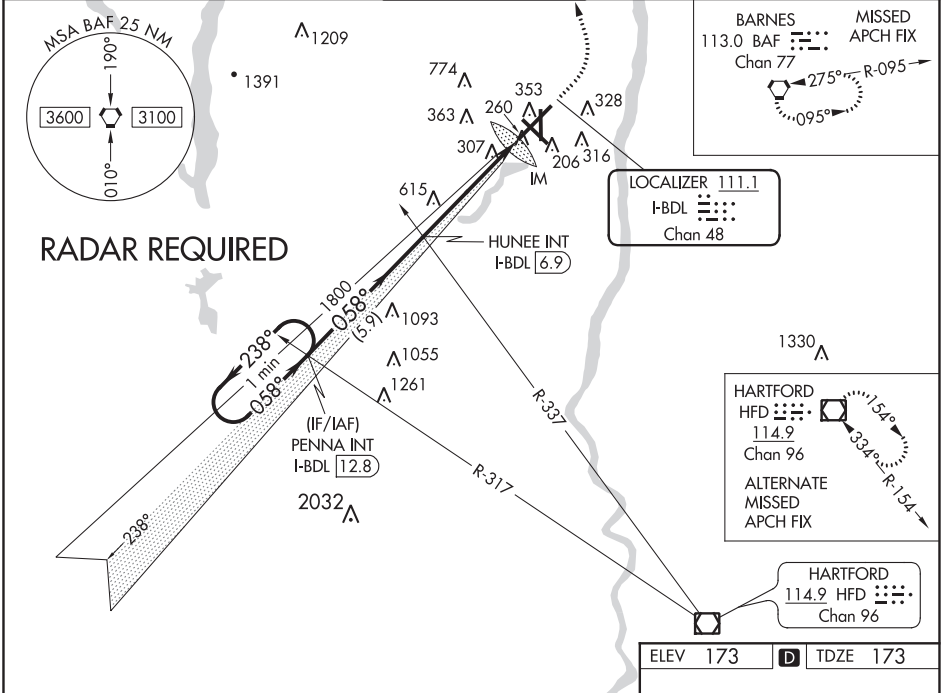 MSA BAF 25 NM
190°
3600
3100
010°
1209
1391
774
363
353
260
328
307
206
316
IM
615
BARNES
113.0 BAF
Chan 77
MISSED
APCH FIX
275°
R-095
095°
LOCALIZER 111.1
I-BDL
Chan 48
RADAR REQUIRED
HUNEE INT
I-BDL 6.9
1800
058°
(5.9)
1093
238°
1 min
058°
1055
1261
(IF/IAF)
PENNA INT
I-BDL 12.8
2032
238°
R-337
R-317
1330
HARTFORD
HFD
114.9
Chan 96
154°
334°
R-154
ALTERNATE
MISSED
APCH FIX
HARTFORD
114.9 HFD
Chan 96
ELEV 173
D
TDZE 173